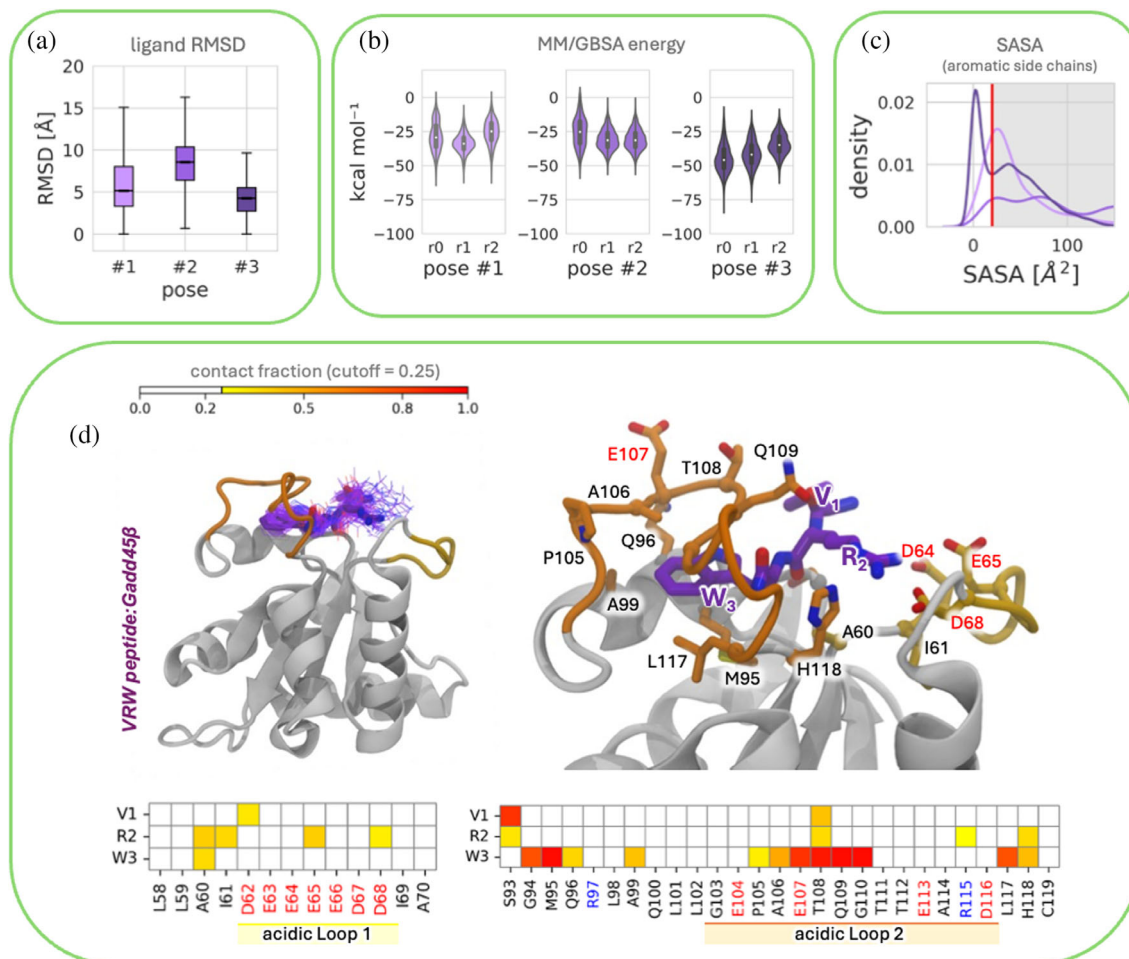 (a)
ligand RMSD
RMSD [Å]
20
15
10
5
0
#1 #2 #3
pose
(b)
MM/GBSA energy
kcal mol⁻¹
0
−25
−50
−75
−100
r0 r1 r2
pose #1
0
−25
−50
−75
−100
r0 r1 r2
pose #2
0
−25
−50
−75
−100
r0 r1 r2
pose #3
(c)
SASA
(aromatic side chains)
density
0.02
0.01
0.00
0 100
SASA [Å²]
contact fraction (cutoff = 0.25)
0.0 0.2 0.5 0.8 1.0
(d)
VRW peptide:Gadd45β
E107
T108
Q109
A106
V₁
Q96
P105
D64
E65
R₂
A99
W₃
D68
A60
I61
L117
M95
H118
V1
R2
W3
L58 L59 A60 I61 D62 E63 E64 E65 E66 D67 D68 I69 A70
acidic Loop 1
V1
R2
W3
S93 G94 M95 Q96 R97 L98 A99 Q100 L101 L102 G103 E104 P105 A106 E107 T108 Q109 G110 T111 T112 E113 A114 R115 D116 L117 H118 C119
acidic Loop 2